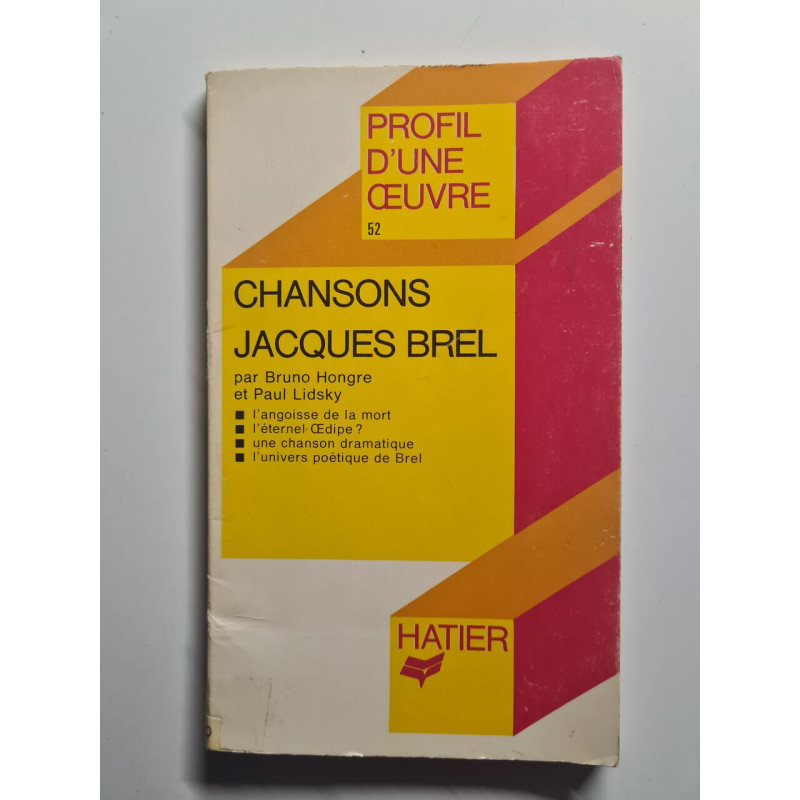 PROFIL
D'UNE
ŒUVRE
52
CHANSONS
JACQUES BREL
par Bruno Hongre
et Paul Lidsky
■ l'angoisse de la mort
■ l'éternel Œdipe ?
■ une chanson dramatique
■ l'univers poétique de Brel
HATIER